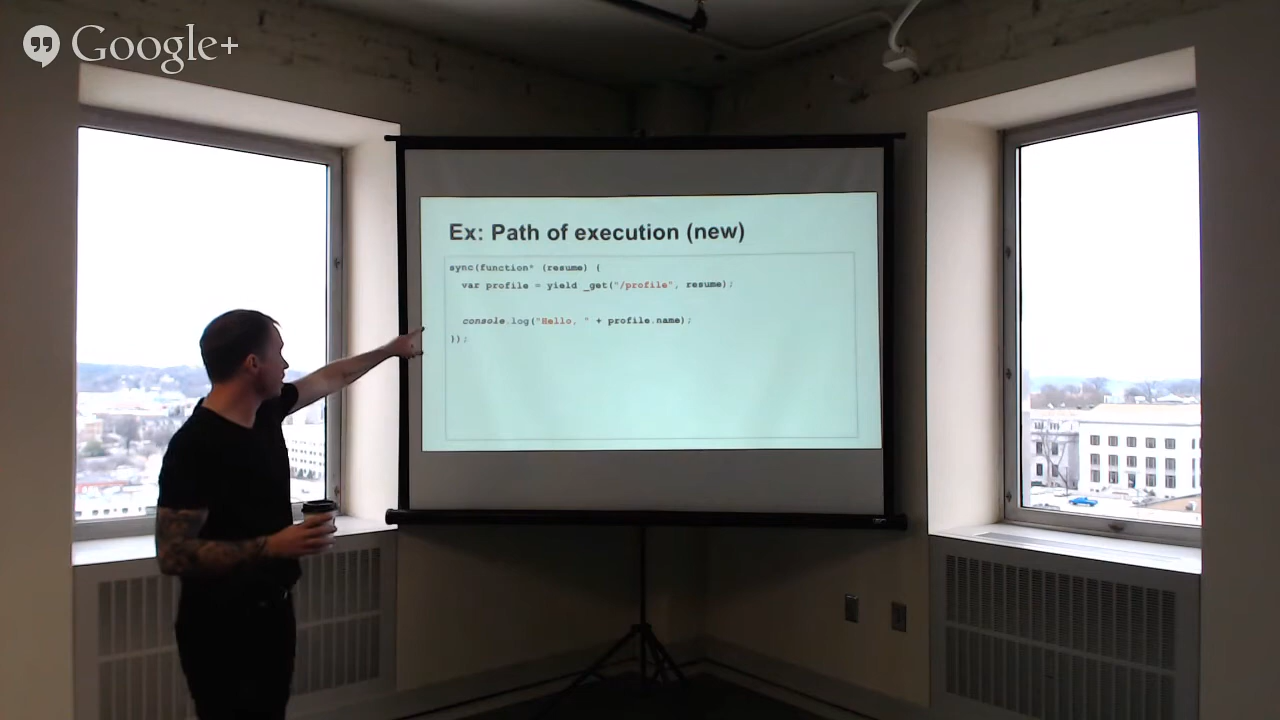 Google+
Ex: Path of execution (new)
sync(function* (resume) {
var profile = yield _get("/profile", resume);
console.log("Hello, " + profile.name);
});